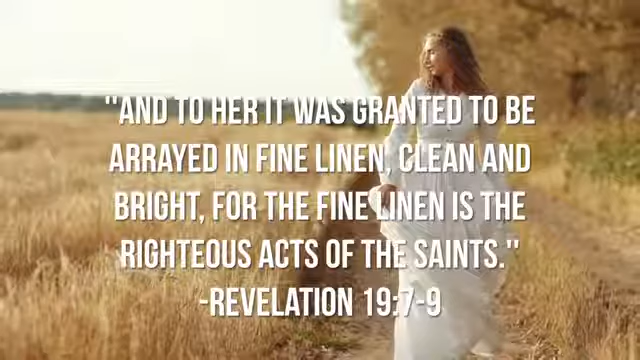 "AND TO HER IT WAS GRANTED TO BE
ARRAYED IN FINE LINEN, CLEAN AND
BRIGHT, FOR THE FINE LINEN IS THE
RIGHTEOUS ACTS OF THE SAINTS."
-REVELATION 19:7-9